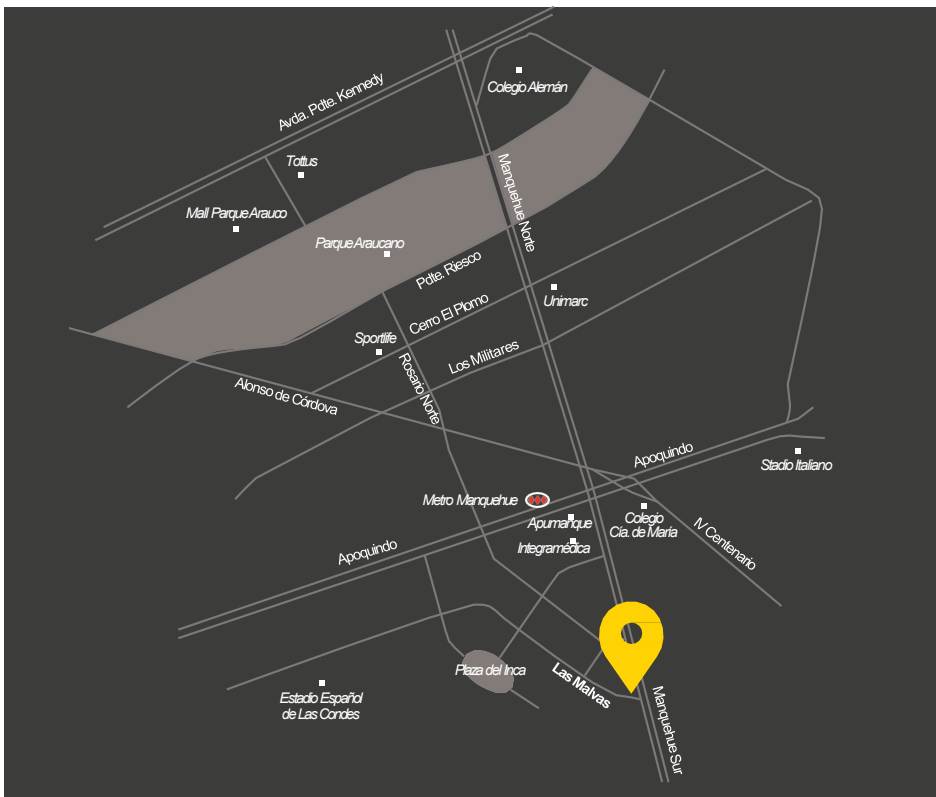 Colegio Alemán
Avda. Pdte. Kennedy
Tottus
Manquehue Norte
Mall Parque Arauco
Parque Araucano
Pdte. Riesco
Unimarc
Cerro El Plomo
Sportlife
Los Militares
Rosario Norte
Alonso de Córdova
Apoquindo
Stadio Italiano
Metro Manquehue
Apumanque
Colegio
Cía. de María
IV Centenario
Integramédica
Apoquindo
Plaza del Inca
Las Malvas
Estadio Español
de Las Condes
Manquehue Sur